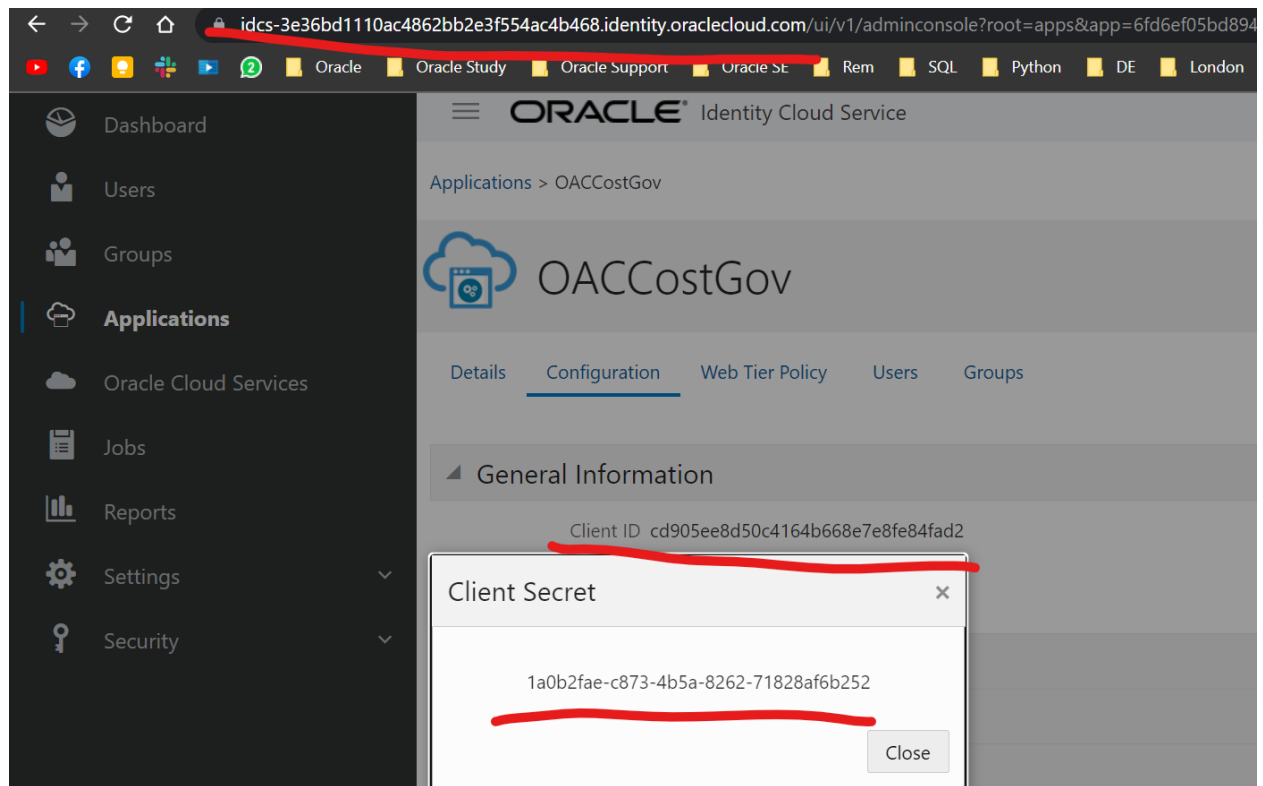 idcs-3e36bd1110ac4862bb2e3f554ac4b468.identity.oraclecloud.com/ui/v1/adminconsole?root=apps&app=6fd6ef05bd894
2 Oracle Oracle Study Oracle Support Oracle SE Rem SQL Python DE London
Dashboard
Users
Groups
Applications
Oracle Cloud Services
Jobs
Reports
Settings
Security
ORACLE® Identity Cloud Service
Applications > OACCostGov
OACCostGov
Details Configuration Web Tier Policy Users Groups
General Information
Client ID cd905ee8d50c4164b668e7e8fe84fad2
Client Secret ×
1a0b2fae-c873-4b5a-8262-71828af6b252
Close